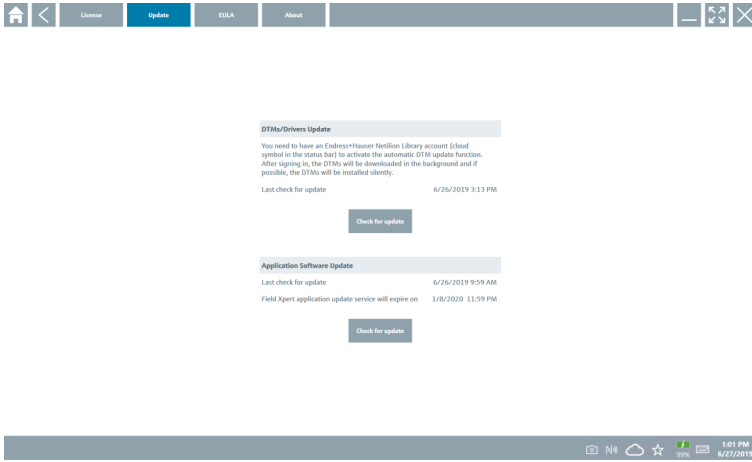 License Update EULA About
DTMs/Drivers Update
You need to have an Endress+Hauser Netilion Library account (cloud
symbol in the status bar) to activate the automatic DTM update function.
After signing in, the DTMs will be downloaded in the background and if
possible, the DTMs will be installed silently.
Last check for update 6/26/2019 3:13 PM
Check for update
Application Software Update
Last check for update 6/26/2019 9:59 AM
Field Xpert application update service will expire on 1/8/2020 11:59 PM
Check for update
1:01 PM
99% 6/27/2019